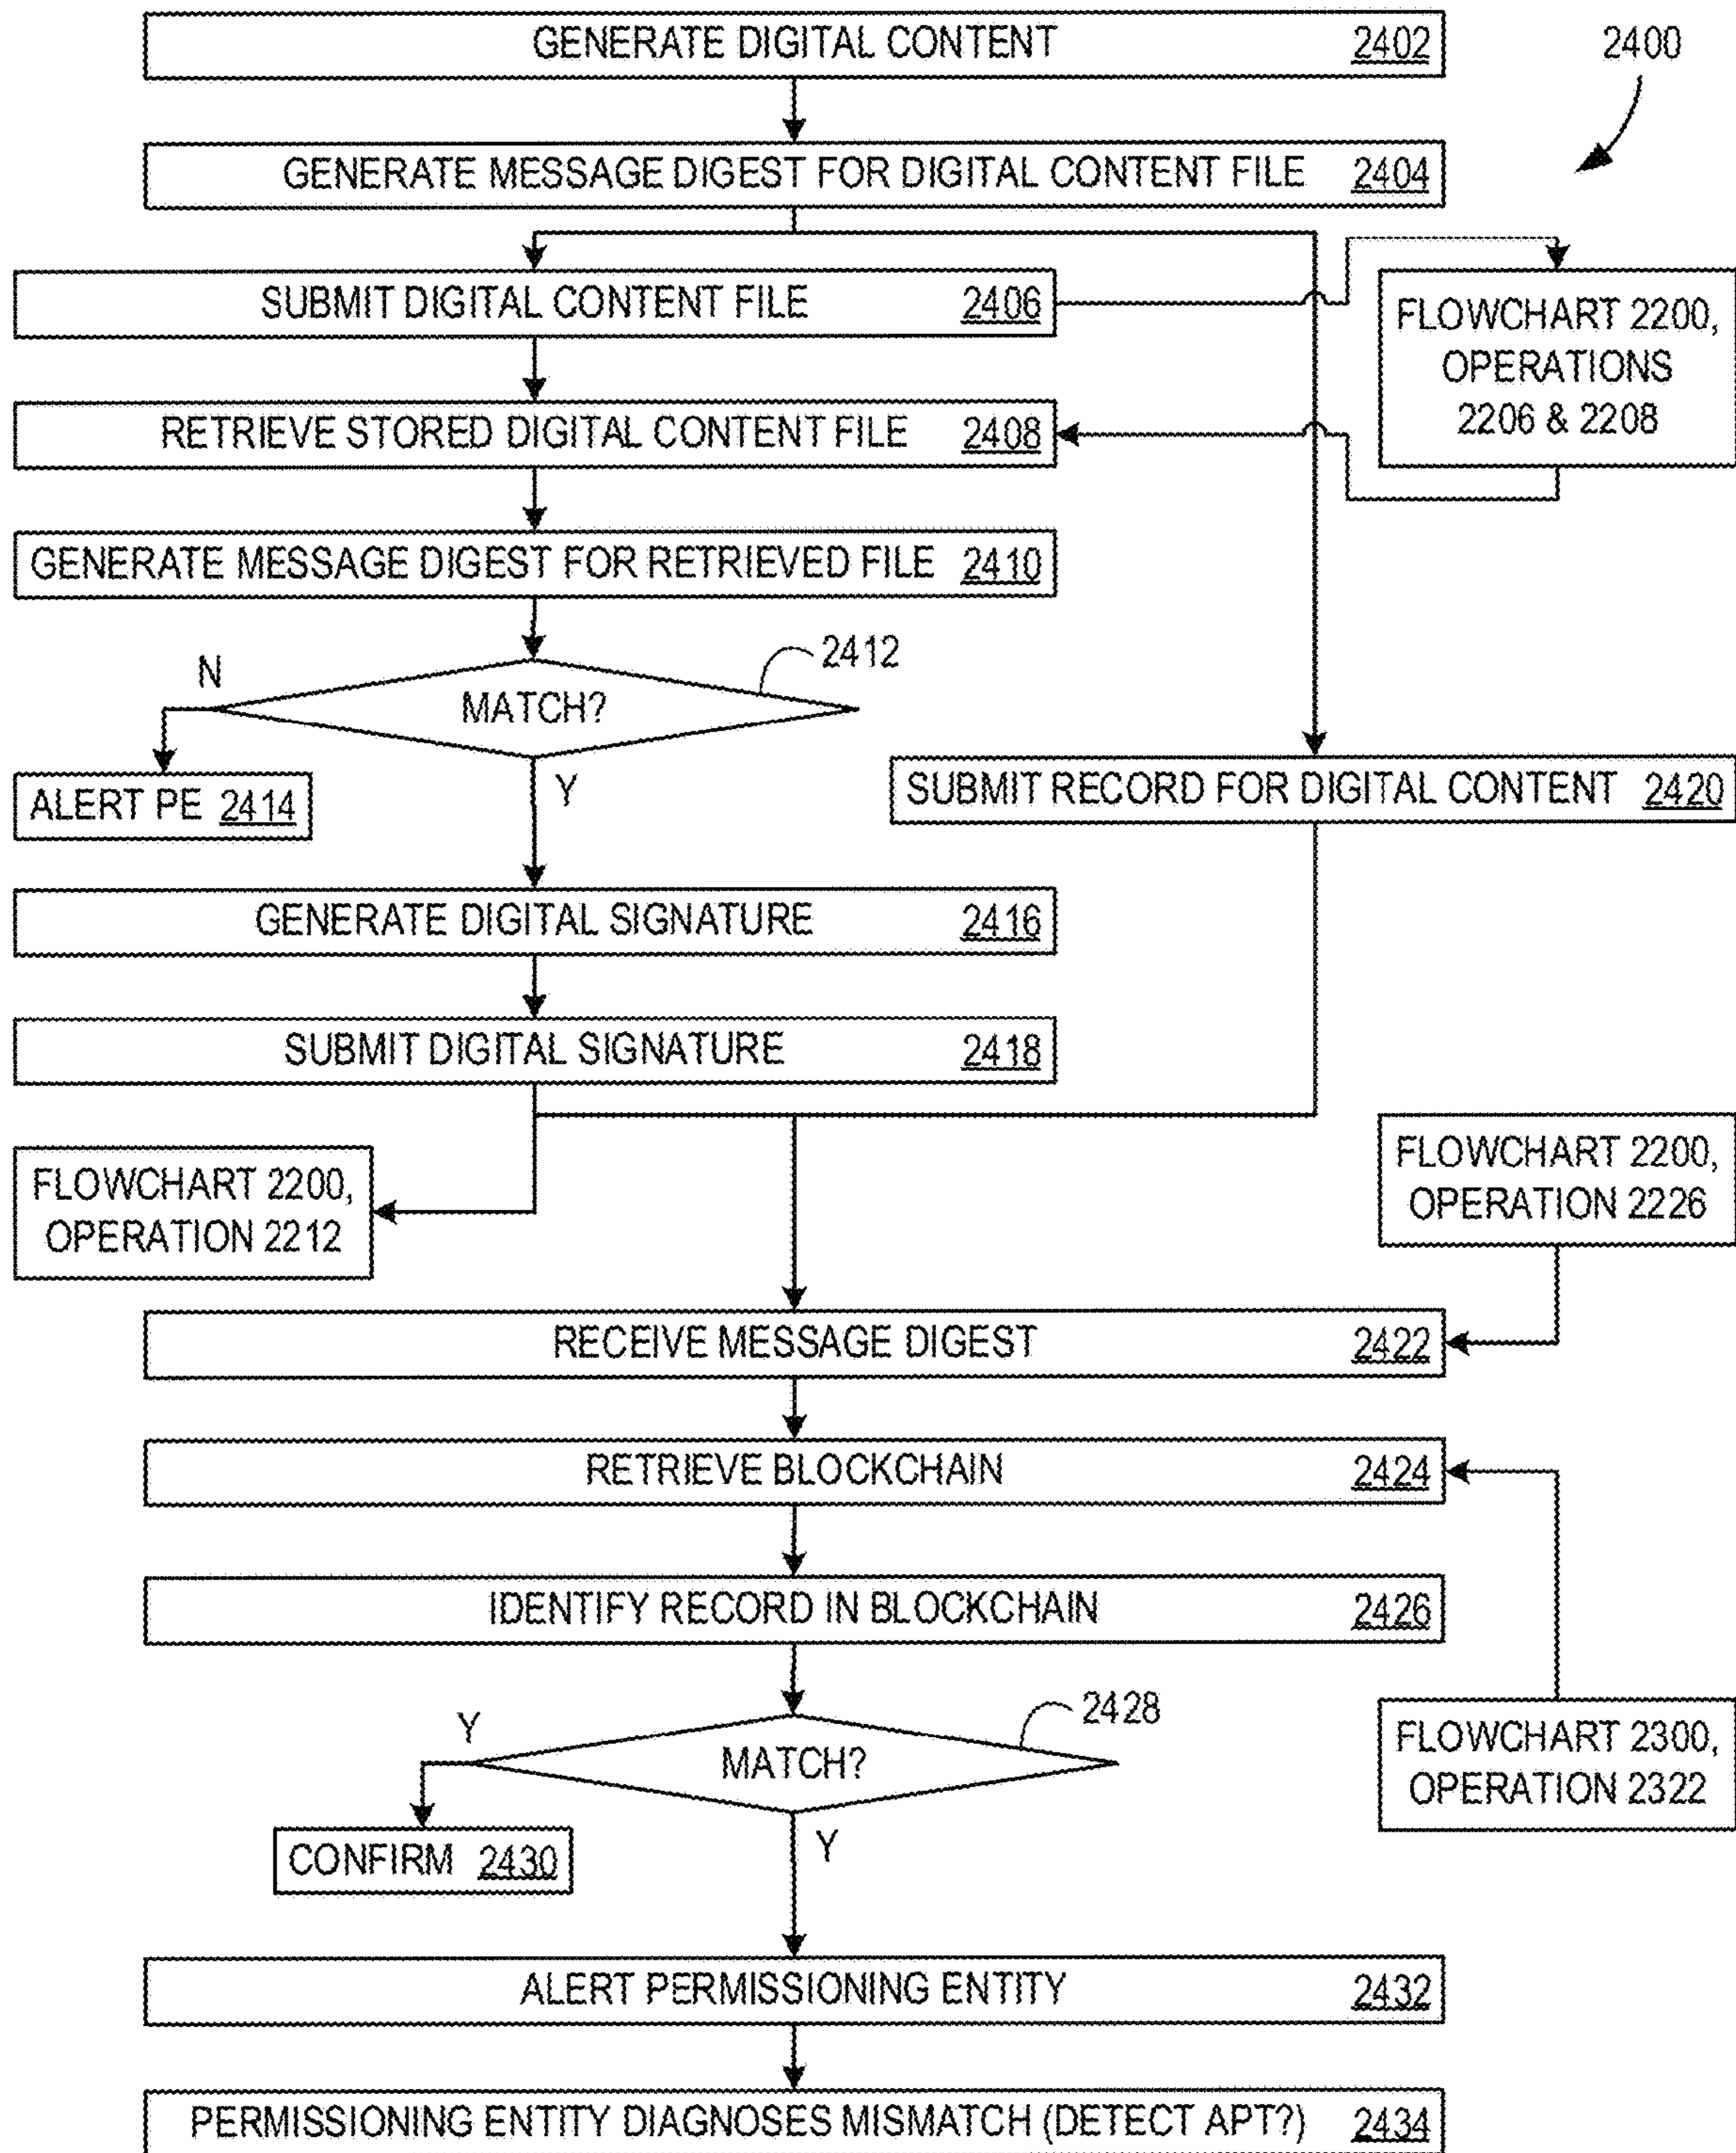 GENERATE DIGITAL CONTENT 2402
2400
GENERATE MESSAGE DIGEST FOR DIGITAL CONTENT FILE 2404
SUBMIT DIGITAL CONTENT FILE 2406
FLOWCHART 2200,
OPERATIONS
2206 & 2208
RETRIEVE STORED DIGITAL CONTENT FILE 2408
GENERATE MESSAGE DIGEST FOR RETRIEVED FILE 2410
2412
N
MATCH?
Y
ALERT PE 2414
SUBMIT RECORD FOR DIGITAL CONTENT 2420
GENERATE DIGITAL SIGNATURE 2416
SUBMIT DIGITAL SIGNATURE 2418
FLOWCHART 2200,
OPERATION 2212
FLOWCHART 2200,
OPERATION 2226
RECEIVE MESSAGE DIGEST 2422
RETRIEVE BLOCKCHAIN 2424
IDENTIFY RECORD IN BLOCKCHAIN 2426
2428
Y
MATCH?
Y
FLOWCHART 2300,
OPERATION 2322
CONFIRM 2430
ALERT PERMISSIONING ENTITY 2432
PERMISSIONING ENTITY DIAGNOSES MISMATCH (DETECT APT?) 2434